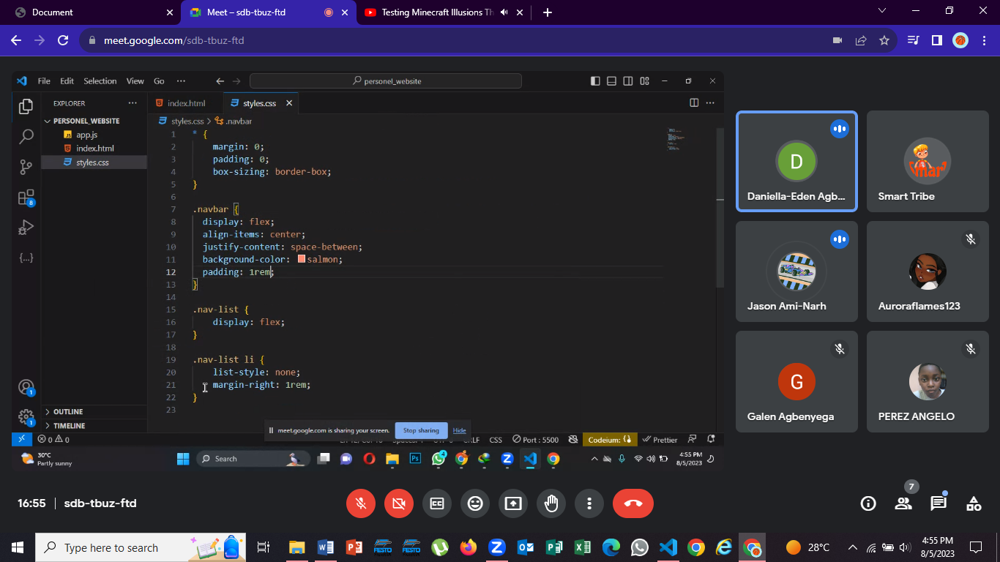 Document
Meet – sdb-tbuz-ftd
Testing Minecraft Illusions Th
meet.google.com/sdb-tbuz-ftd
File Edit Selection View Go ···
personel_website
EXPLORER
index.html
styles.css
PERSONEL_WEBSITE
styles.css > .navbar
JS app.js
index.html
styles.css
1 * {
2 margin: 0;
3 padding: 0;
4 box-sizing: border-box;
5 }
6
7 .navbar {
8 display: flex;
9 align-items: center;
10 justify-content: space-between;
11 background-color: salmon;
12 padding: 1rem;
13 }
14
15 .nav-list {
16 display: flex;
17 }
18
19 .nav-list li {
20 list-style: none;
21 margin-right: 1rem;
22 }
23
8
{...}
1
1
OUTLINE
TIMELINE
meet.google.com is sharing your screen. Stop sharing Hide
0 0
CSS Port : 5500 Codeium: {} Prettier
30°C
Partly sunny
Search
Ps
4
4:55 PM
8/5/2023
D
Daniella-Eden Agb...
Smart Tribe
Jason Ami-Narh
Auroraflames123
G
Galen Agbenyega
PEREZ ANGELO
16:55 | sdb-tbuz-ftd
7
Type here to search
FESTO
FESTO
28°C
4:55 PM
8/5/2023